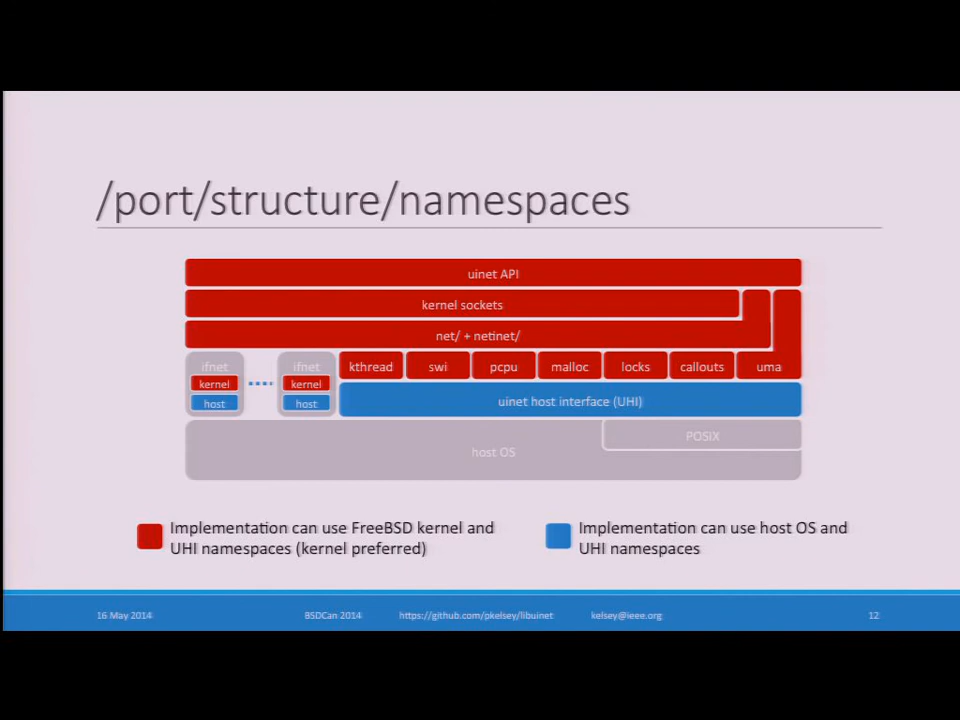 /port/structure/namespaces
uinet API
kernel sockets
net/ + netinet/
ifnet
ifnet
kthread
swi
pcpu
malloc
locks
callouts
uma
kernel
kernel
host
host
uinet host interface (UHI)
POSIX
host OS
Implementation can use FreeBSD kernel and
UHI namespaces (kernel preferred)
Implementation can use host OS and
UHI namespaces
16 May 2014
BSDCan 2014
https://github.com/pkelsey/libuinet
kelsey@ieee.org
12